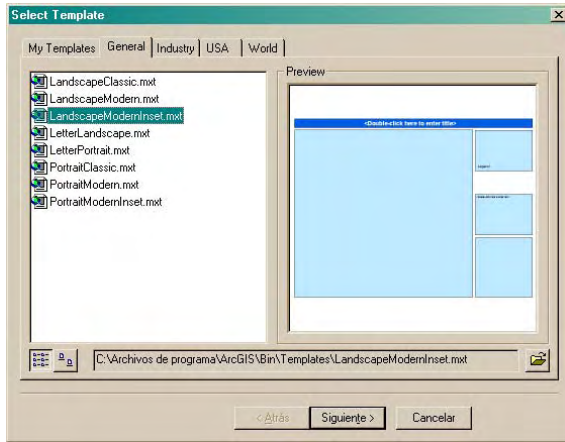 Select Template
My Templates General Industry USA World
LandscapeClassic.mxt
LandscapeModern.mxt
LandscapeModernInset.mxt
LetterLandscape.mxt
LetterPortrait.mxt
PortraitClassic.mxt
PortraitModern.mxt
PortraitModernInset.mxt
Preview
<Double-click here to enter title>
C:\Archivos de programa\ArcGIS\Bin\Templates\LandscapeModernInset.mxt
< Atrás Siguiente > Cancelar